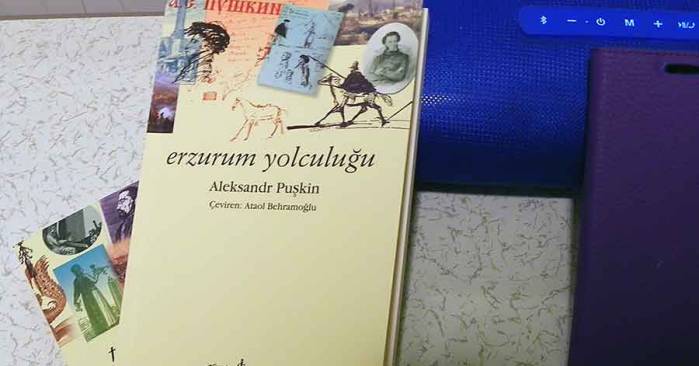 А.С. ПУШКИН
erzurum yolculuğu
Aleksandr Puşkin
Çeviren: Ataol Behramoğlu
M